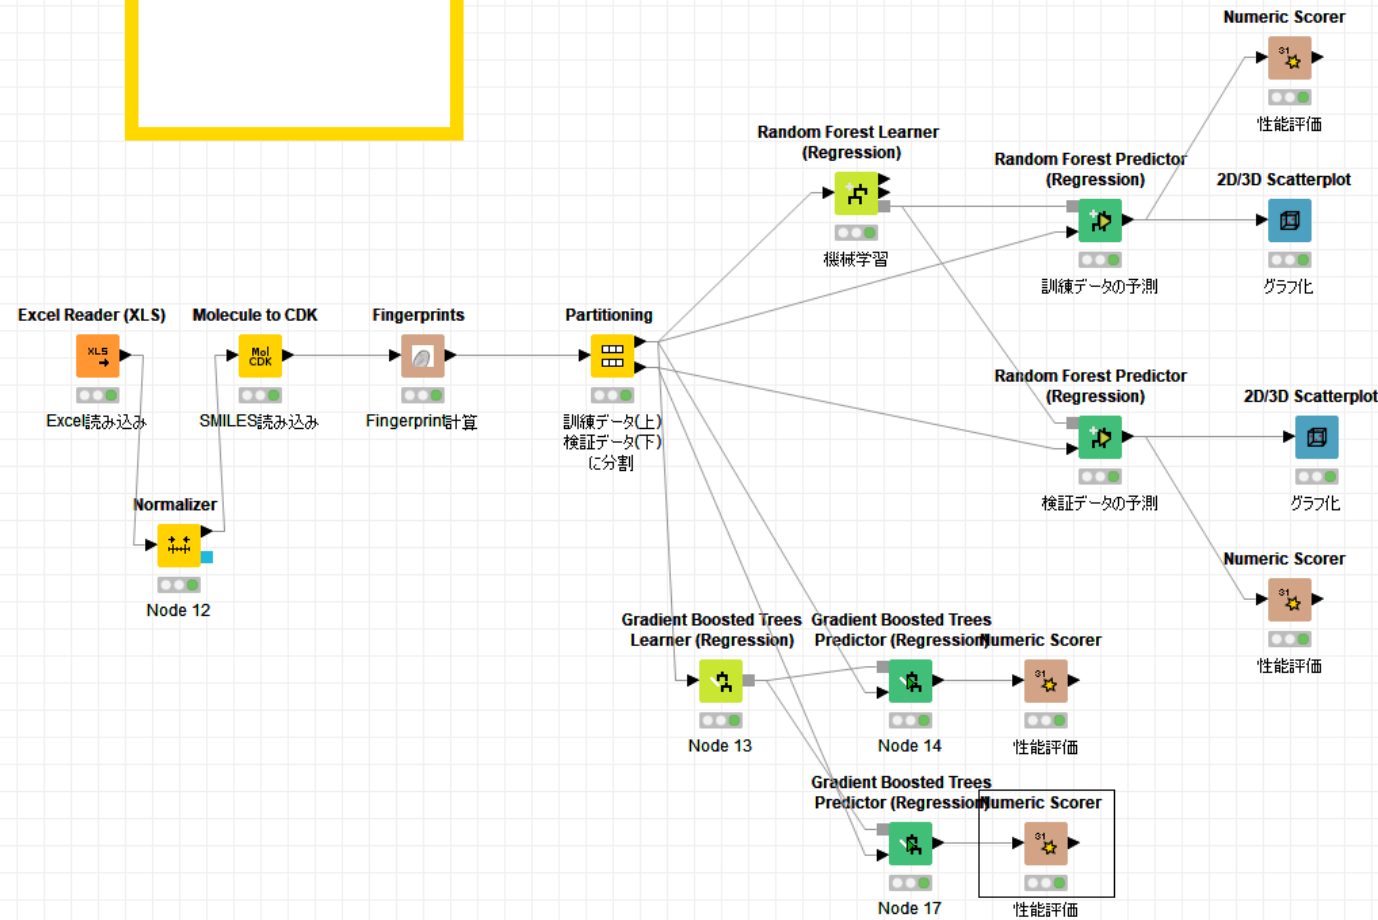 Numeric Scorer
31
性能評価
Random Forest Learner
(Regression)
機械学習
Random Forest Predictor
(Regression)
訓練データの予測
2D/3D Scatterplot
グラフ化
Excel Reader (XLS)
XLS
Excel読み込み
Molecule to CDK
Mol
CDK
SMILES読み込み
Fingerprints
Fingerprint計算
Partitioning
訓練データ(上)
検証データ(下)
に分割
Random Forest Predictor
(Regression)
検証データの予測
2D/3D Scatterplot
グラフ化
Normalizer
Node 12
Numeric Scorer
31
性能評価
Gradient Boosted Trees
Learner (Regression)
Node 13
Gradient Boosted Trees
Predictor (Regression)
Node 14
Numeric Scorer
31
性能評価
Gradient Boosted Trees
Predictor (Regression)
Node 17
Numeric Scorer
31
性能評価